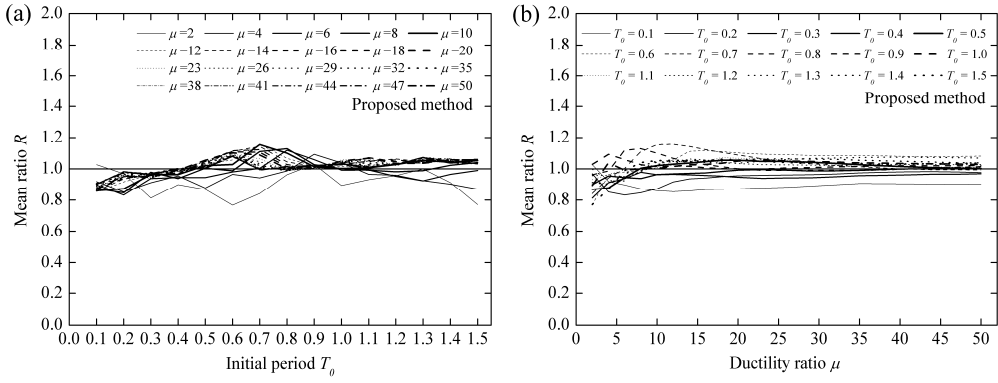 (a)
2.0
1.8
1.6
1.4
1.2
1.0
0.8
0.6
0.4
0.2
0.0
Mean ratio R
μ=2 μ=4 μ=6 μ=8 μ=10
μ=12 μ=14 μ=16 μ=18 μ=20
μ=23 μ=26 μ=29 μ=32 μ=35
μ=38 μ=41 μ=44 μ=47 μ=50
Proposed method
0.0 0.1 0.2 0.3 0.4 0.5 0.6 0.7 0.8 0.9 1.0 1.1 1.2 1.3 1.4 1.5
Initial period T0
(b)
2.0
1.8
1.6
1.4
1.2
1.0
0.8
0.6
0.4
0.2
0.0
Mean ratio R
T0 = 0.1 T0 = 0.2 T0 = 0.3 T0 = 0.4 T0 = 0.5
T0 = 0.6 T0 = 0.7 T0 = 0.8 T0 = 0.9 T0 = 1.0
T0 = 1.1 T0 = 1.2 T0 = 1.3 T0 = 1.4 T0 = 1.5
Proposed method
0 5 10 15 20 25 30 35 40 45 50
Ductility ratio μ